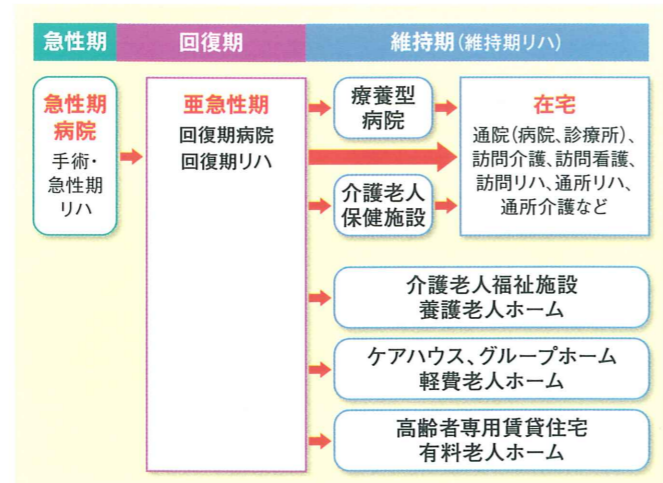 急性期
回復期
維持期(維持期リハ)
急性期
病院
手術・
急性期
リハ
亜急性期
回復期病院
回復期リハ
療養型
病院
介護老人
保健施設
在宅
通院(病院、診療所)、
訪問介護、訪問看護、
訪問リハ、通所リハ、
通所介護など
介護老人福祉施設
養護老人ホーム
ケアハウス、グループホーム
軽費老人ホーム
高齢者専用賃貸住宅
有料老人ホーム